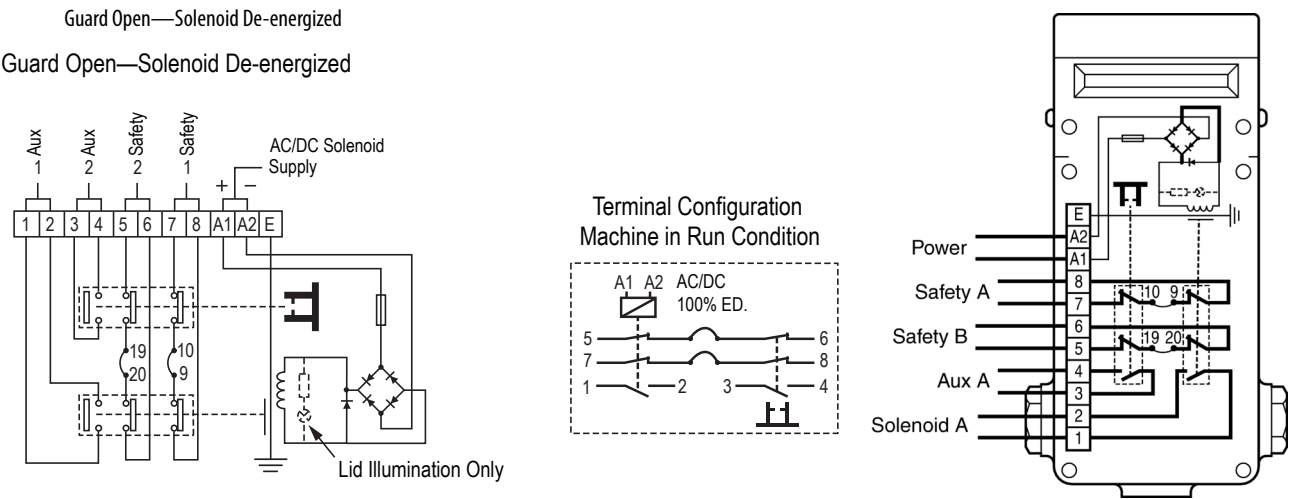 Guard Open—Solenoid De-energized
Guard Open—Solenoid De-energized
Aux 1
Aux 2
Safety 2
Safety 1
AC/DC Solenoid
Supply
+ −
1 2 3 4 5 6 7 8 A1 A2 E
19
20
10
9
Lid Illumination Only
Terminal Configuration
Machine in Run Condition
A1 A2 AC/DC
100% ED.
5 6
7 8
1 2 3 4
E
A2
Power
A1
8
Safety A
7
10 9
6
Safety B
5
19 20
4
Aux A
3
2
Solenoid A
1